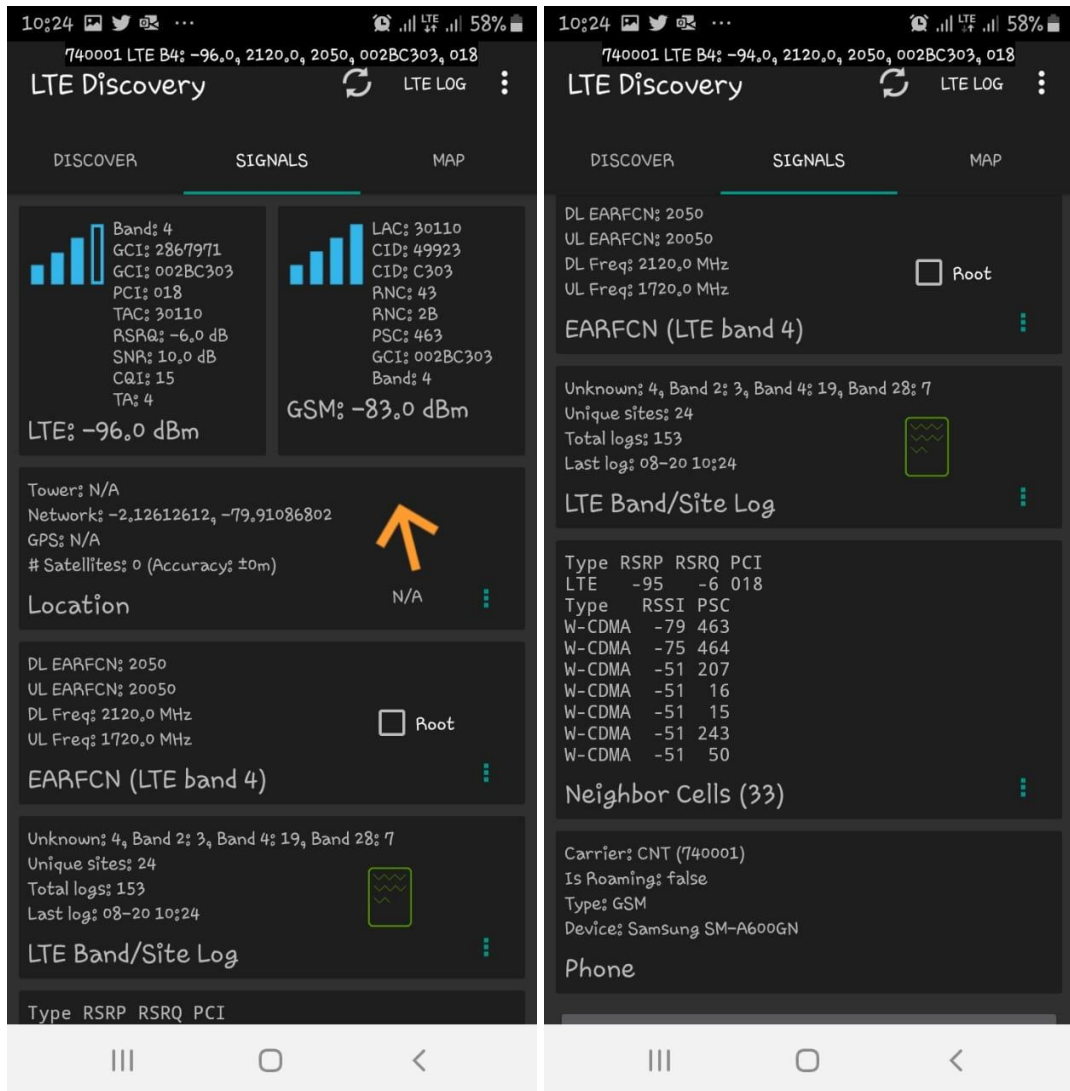 10:24 58%
740001 LTE B4: -96.0, 2120.0, 2050, 002BC303, 018
LTE Discovery LTE LOG
DISCOVER SIGNALS MAP
Band: 4
GCI: 2867971
GCI: 002BC303
PCI: 018
TAC: 30110
RSRQ: -6.0 dB
SNR: 10.0 dB
CQI: 15
TA: 4
LTE: -96.0 dBm
LAC: 30110
CID: 49923
CID: C303
RNC: 43
RNC: 2B
PSC: 463
GCI: 002BC303
Band: 4
GSM: -83.0 dBm
Tower: N/A
Network: -2.12612612, -79.91086802
GPS: N/A
# Satellites: 0 (Accuracy: ±0m)
N/A
Location
DL EARFCN: 2050
UL EARFCN: 20050
DL Freq: 2120.0 MHz
UL Freq: 1720.0 MHz
Root
EARFCN (LTE band 4)
Unknown: 4, Band 2: 3, Band 4: 19, Band 28: 7
Unique sites: 24
Total logs: 153
Last log: 08-20 10:24
LTE Band/Site Log
Type RSRP RSRQ PCI
10:24 LTE 58%
740001 LTE B4: -94.0, 2120.0, 2050, 002BC303, 018
LTE Discovery LTE LOG
DISCOVER SIGNALS MAP
DL EARFCN: 2050
UL EARFCN: 20050
DL Freq: 2120.0 MHz
UL Freq: 1720.0 MHz
Root
EARFCN (LTE band 4)
Unknown: 4, Band 2: 3, Band 4: 19, Band 28: 7
Unique sites: 24
Total logs: 153
Last log: 08-20 10:24
LTE Band/Site Log
Type RSRP RSRQ PCI
LTE -95 -6 018
Type RSSI PSC
W-CDMA -79 463
W-CDMA -75 464
W-CDMA -51 207
W-CDMA -51 16
W-CDMA -51 15
W-CDMA -51 243
W-CDMA -51 50
Neighbor Cells (33)
Carrier: CNT (740001)
Is Roaming: false
Type: GSM
Device: Samsung SM-A600GN
Phone